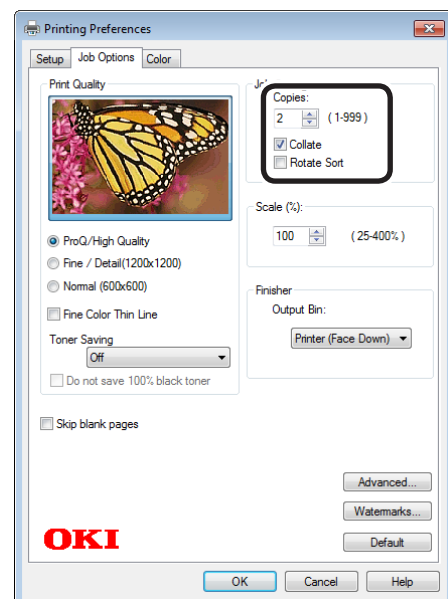 Printing Preferences
Setup Job Options Color
Print Quality
ProQ/High Quality
Fine / Detail(1200x1200)
Normal (600x600)
Fine Color Thin Line
Toner Saving
Off
Do not save 100% black toner
Skip blank pages
OKI
Copies:
2 (1-999)
Collate
Rotate Sort
Scale (%):
100 (25-400%)
Finisher
Output Bin:
Printer (Face Down)
Advanced...
Watermarks...
Default
OK Cancel Help